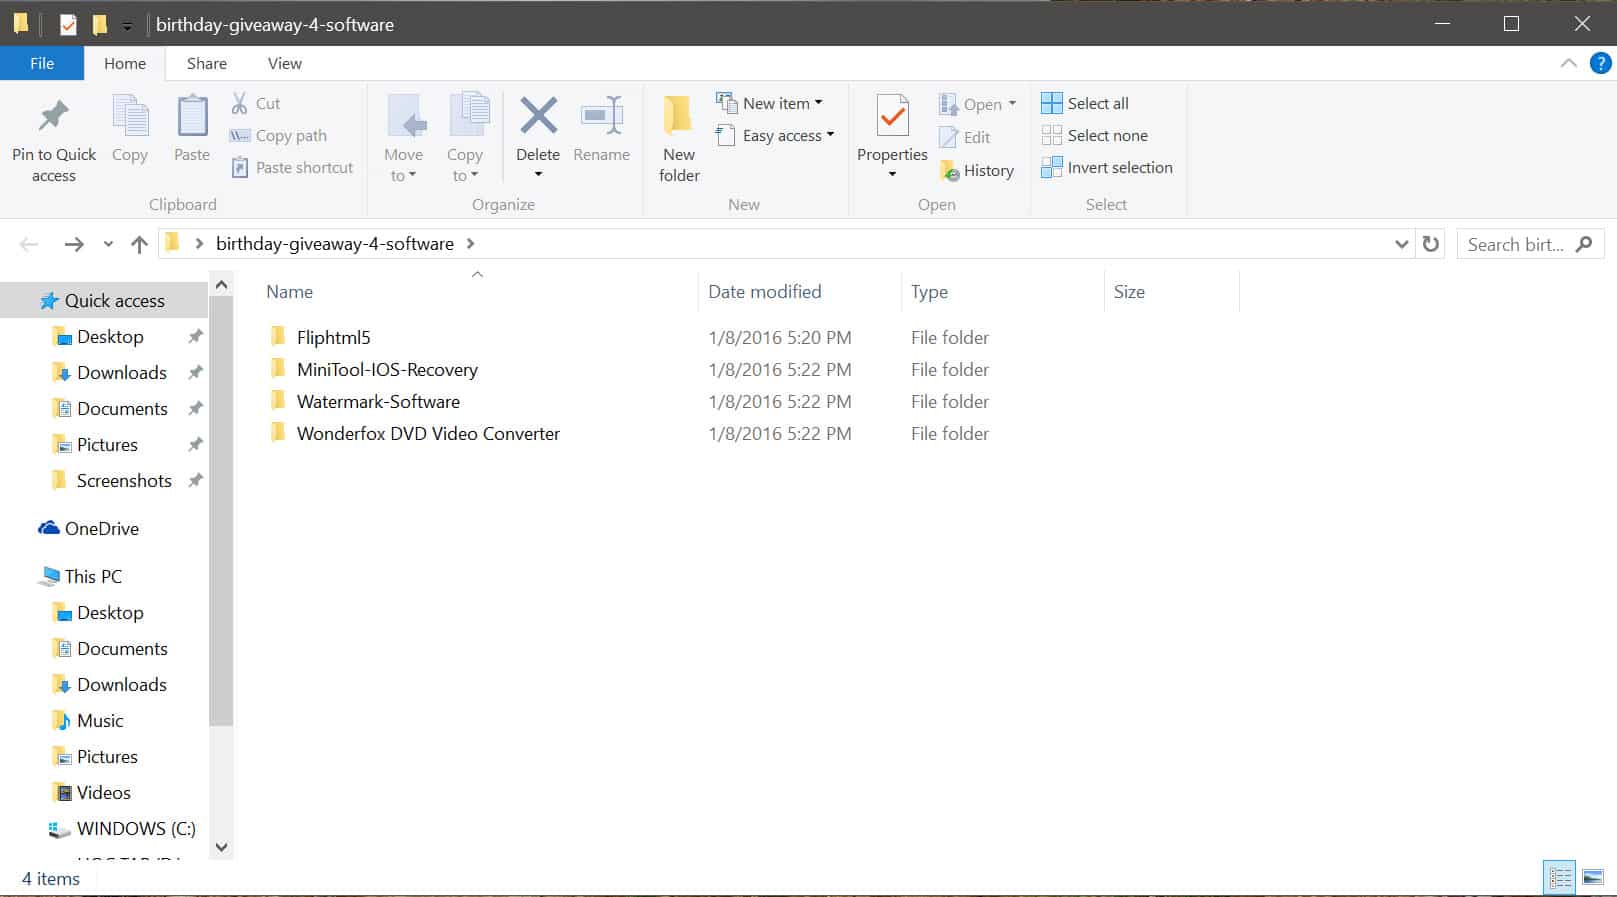 birthday-giveaway-4-software
File
Home
Share
View
?
Pin to Quick access
Copy
Paste
Cut
Copy path
Paste shortcut
Clipboard
Move to
Copy to
Delete
Rename
Organize
New folder
New item
Easy access
New
Properties
Open
Edit
History
Open
Select all
Select none
Invert selection
Select
birthday-giveaway-4-software
Search birt...
Quick access
Desktop
Downloads
Documents
Pictures
Screenshots
OneDrive
This PC
Desktop
Documents
Downloads
Music
Pictures
Videos
WINDOWS (C:)
Name Date modified Type Size
Fliphtml5 1/8/2016 5:20 PM File folder
MiniTool-IOS-Recovery 1/8/2016 5:22 PM File folder
Watermark-Software 1/8/2016 5:22 PM File folder
Wonderfox DVD Video Converter 1/8/2016 5:22 PM File folder
4 items